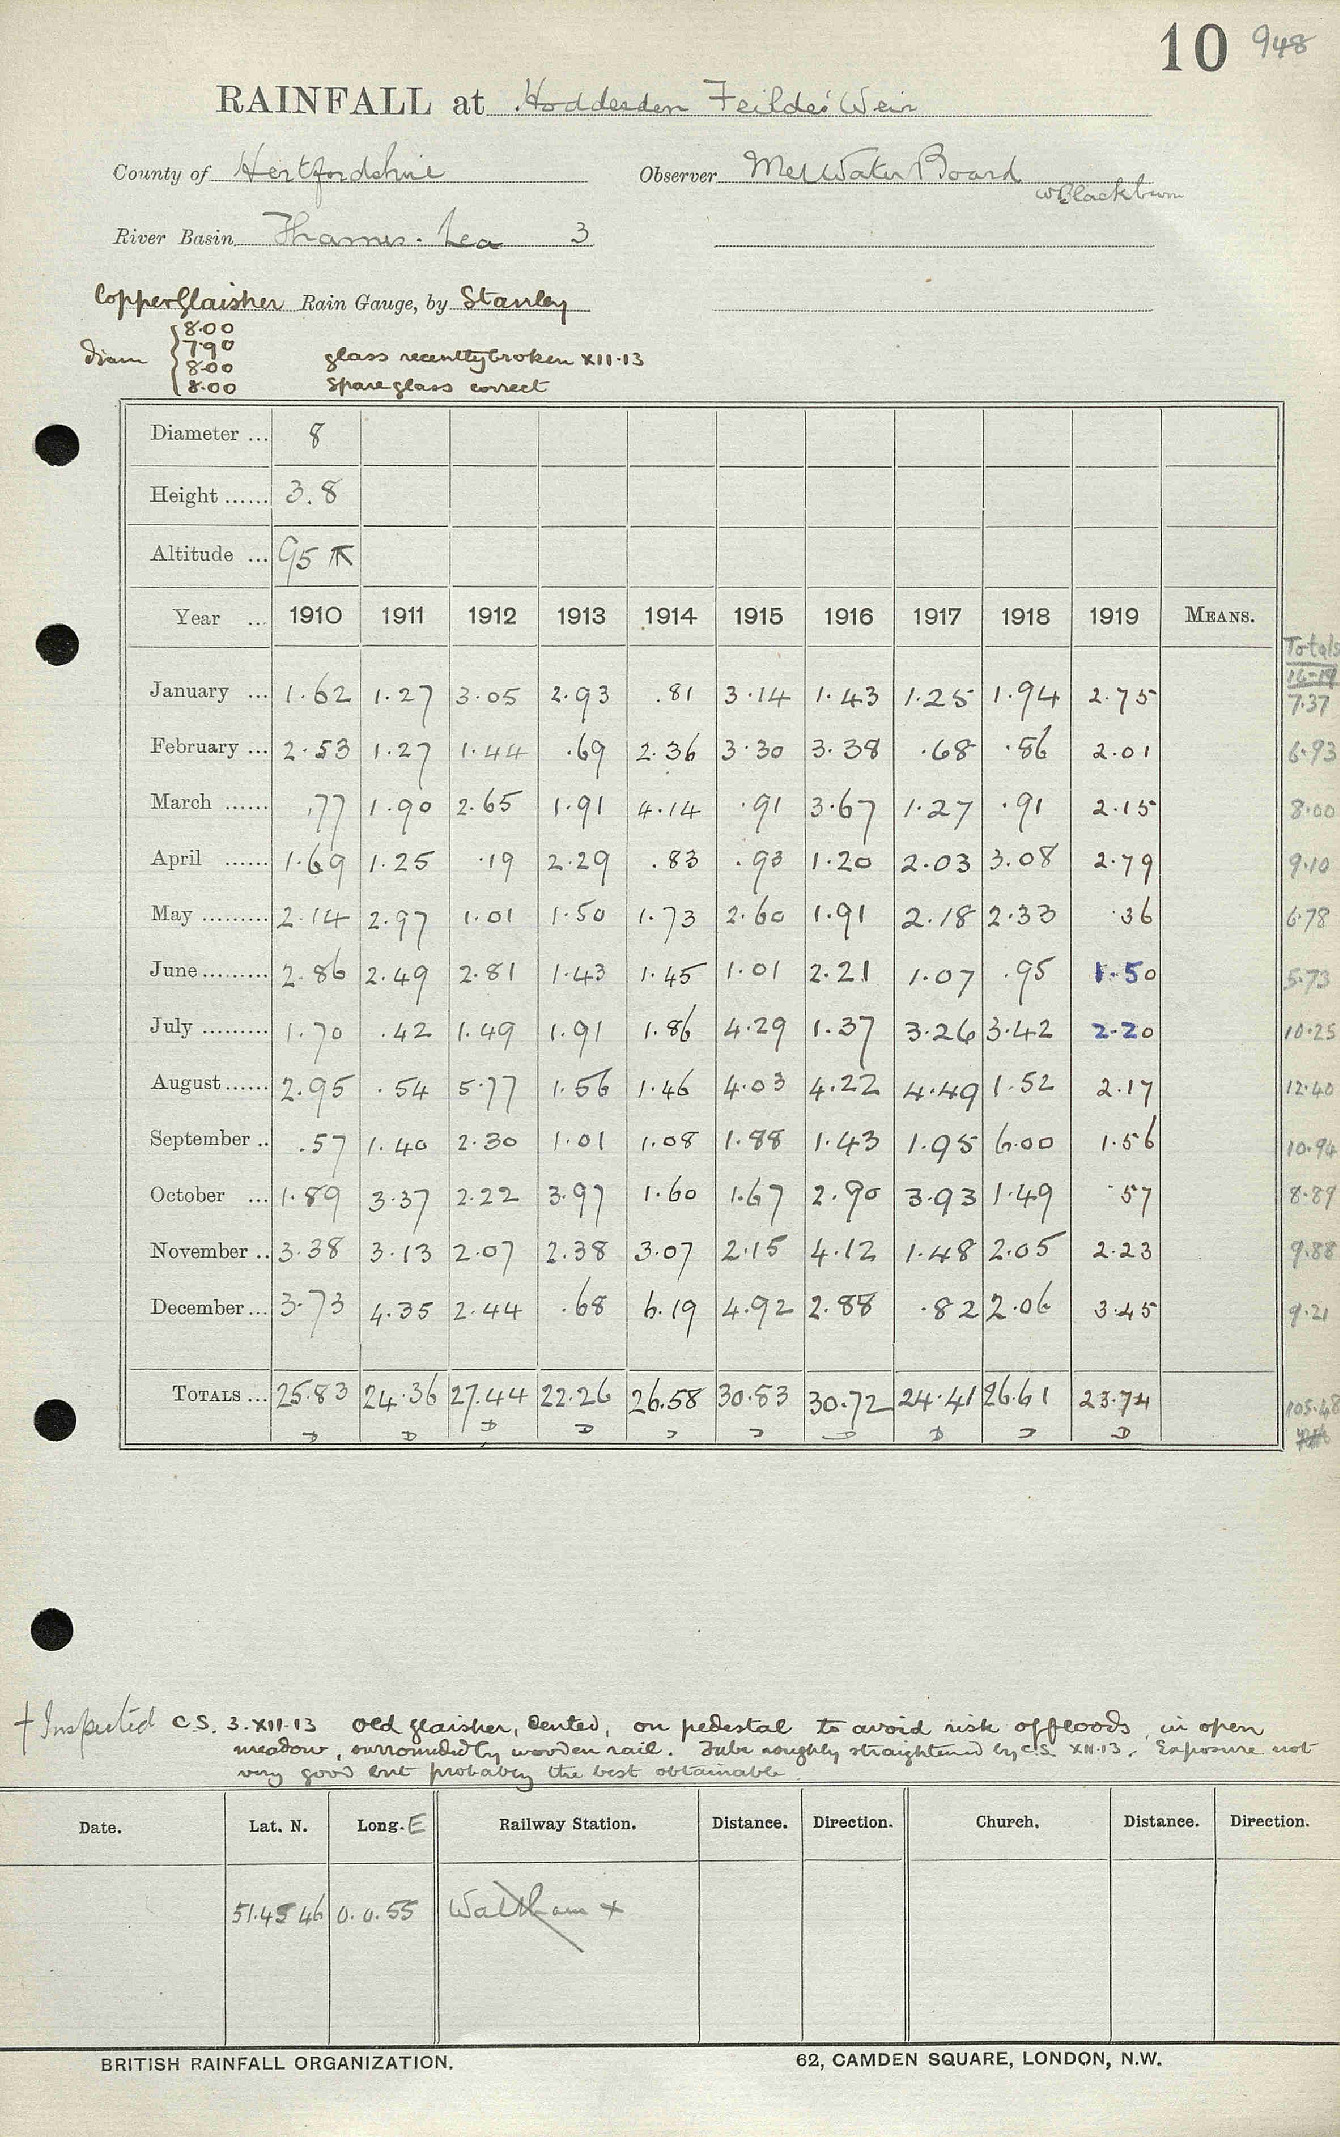 10 948
RAINFALL at Hoddesdon Feildes Weir
County of Hertfordshire Observer Met Water Board
W Blackburn
River Basin Thames. Lea 3
Copper Glaisher Rain Gauge, by Stanley
Diam { 8.00
7.90
8.00
8.00
glass recently broken XII.13
spare glass correct
Diameter ... 8
Height ...... 3.8
Altitude ... 95
Year ... 1910 1911 1912 1913 1914 1915 1916 1917 1918 1919 MEANS. Totals
16-19
January ... 1.62 1.27 3.05 2.93 .81 3.14 1.43 1.25 1.94 2.75 7.37
February ... 2.53 1.27 1.44 .69 2.36 3.30 3.38 .68 .86 2.01 6.93
March ...... .77 1.90 2.65 1.91 4.14 .91 3.67 1.27 .91 2.15 8.00
April ...... 1.69 1.25 .19 2.29 .83 .93 1.20 2.03 3.08 2.79 9.10
May ......... 2.14 2.97 1.01 1.50 1.73 2.60 1.91 2.18 2.33 .36 6.78
June ......... 2.86 2.49 2.81 1.43 1.45 1.01 2.21 1.07 .95 1.50 5.73
July ......... 1.70 .42 1.49 1.91 1.86 4.29 1.37 3.26 3.42 2.20 10.25
August ...... 2.95 .54 5.77 1.56 1.46 4.03 4.22 4.49 1.52 2.17 12.40
September .. .57 1.40 2.30 1.01 1.08 1.88 1.43 1.95 6.00 1.56 10.94
October ... 1.89 3.37 2.22 3.97 1.60 1.67 2.90 3.93 1.49 .57 8.89
November .. 3.38 3.13 2.07 2.38 3.07 2.15 4.12 1.48 2.05 2.23 9.88
December ... 3.73 4.35 2.44 .68 6.19 4.92 2.88 .82 2.06 3.45 9.21
TOTALS ... 25.83 24.36 27.44 22.26 26.58 30.83 30.72 24.41 26.61 23.74 105.48
D D D D D D D D D D
+ Inspected C.S. 3.XII.13 Old glaisher, dented, on pedestal to avoid risk of floods in open
meadow, surrounded by wooden rail. Tube roughly straightened by C.S. XII.13. Exposure not
very good but probably the best obtainable.
Date. Lat. N. Long. E Railway Station. Distance. Direction. Church. Distance. Direction.
51.45 46 0.0.55 Waltham +
BRITISH RAINFALL ORGANIZATION. 62, CAMDEN SQUARE, LONDON, N.W.